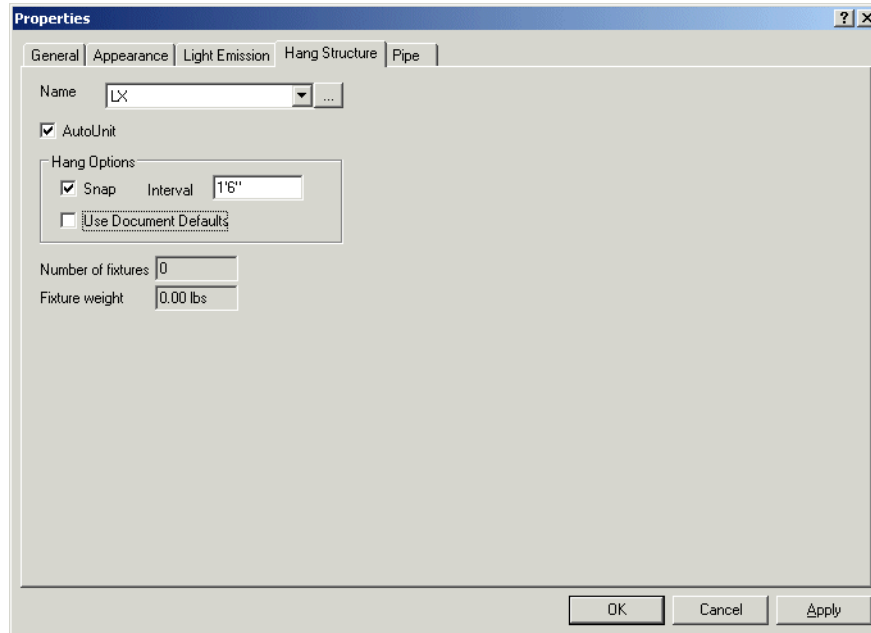 Properties
General Appearance Light Emission Hang Structure Pipe
Name LX ...
AutoUnit
Hang Options
Snap Interval 1'6"
Use Document Defaults
Number of fixtures 0
Fixture weight 0.00 lbs
OK Cancel Apply